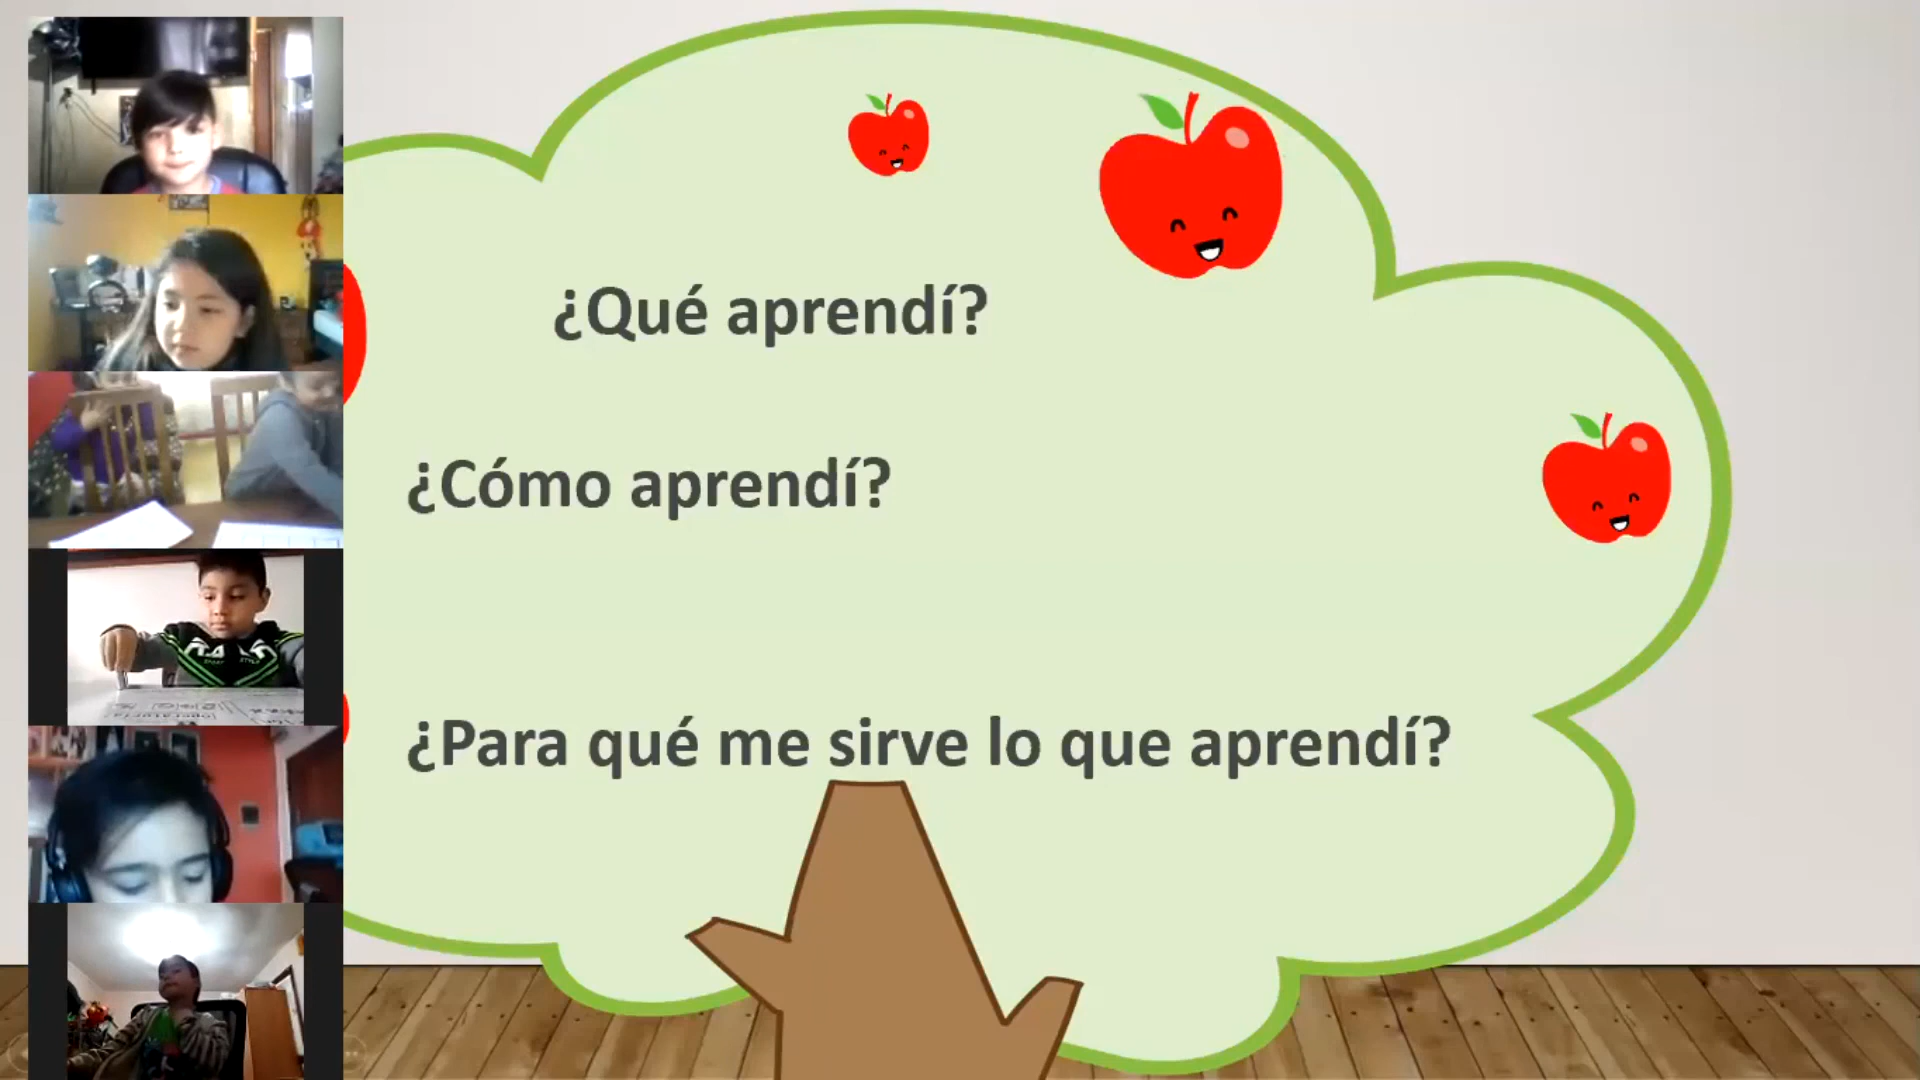 ¿Qué aprendí?
¿Cómo aprendí?
¿Para qué me sirve lo que aprendí?